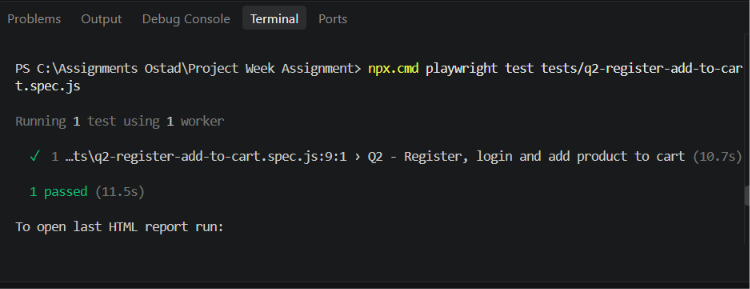 Problems Output Debug Console Terminal Ports
PS C:\Assignments Ostad\Project Week Assignment> npx.cmd playwright test tests/q2-register-add-to-car
t.spec.js
Running 1 test using 1 worker
✓ 1 …ts\q2-register-add-to-cart.spec.js:9:1 › Q2 - Register, login and add product to cart (10.7s)
1 passed (11.5s)
To open last HTML report run: